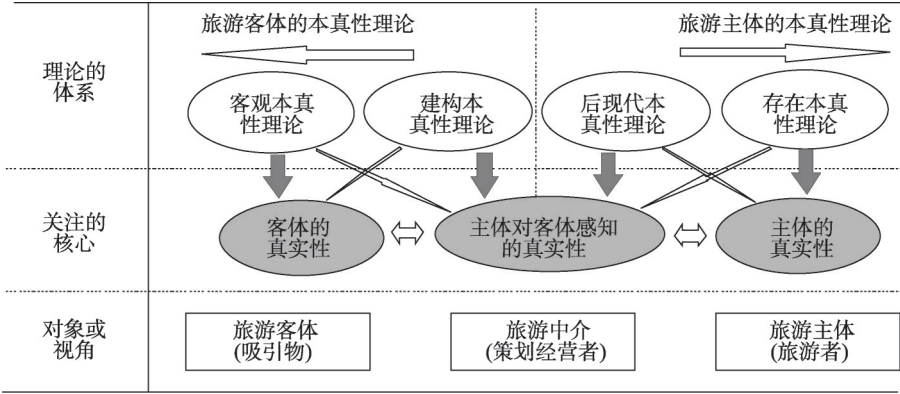 旅游客体的本真性理论
旅游主体的本真性理论
理论的
体系
客观本真
性理论
建构本
真性理论
后现代本
真性理论
存在本真
性理论
关注的
核心
客体的
真实性
主体对客体感知
的真实性
主体的
真实性
对象或
视角
旅游客体
(吸引物)
旅游中介
(策划经营者)
旅游主体
(旅游者)